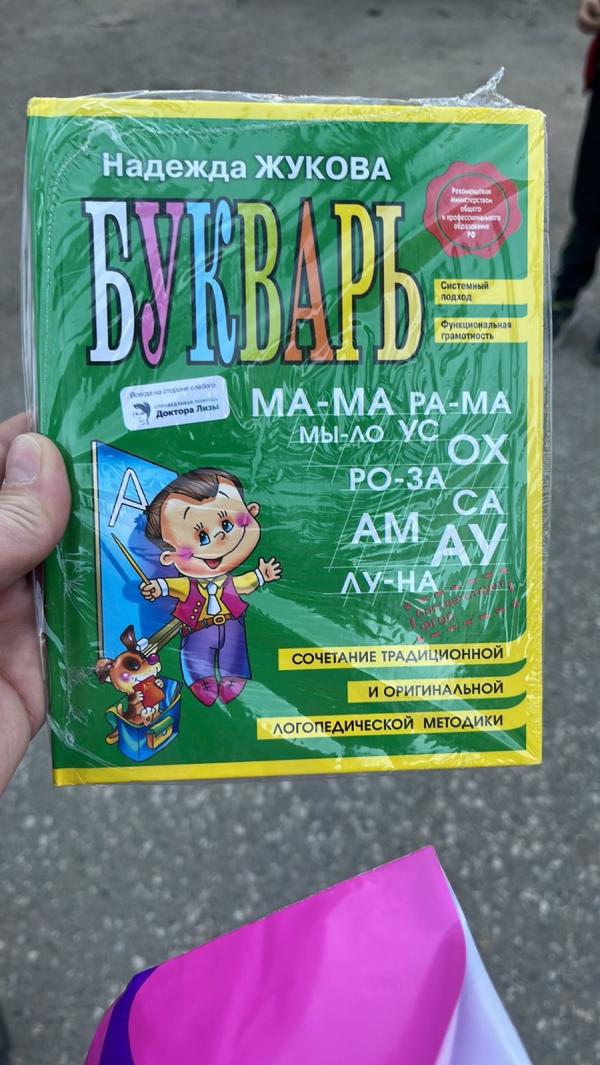 Надежда ЖУКОВА
БУКВАРЬ
Рекомендован
Министерством
общего
и профессионального
образования
РФ
Системный
подход
Функциональная
грамотность
Всегда на стороне слабого
СПРАВЕДЛИВАЯ ПОМОЩЬ
Доктора Лизы
МА-МА РА-МА
МЫ-ЛО УС
ОХ
РО-ЗА
СА
АМ АУ
ЛУ-НА
А
СОЧЕТАНИЕ ТРАДИЦИОННОЙ
И ОРИГИНАЛЬНОЙ
ЛОГОПЕДИЧЕСКОЙ МЕТОДИКИ